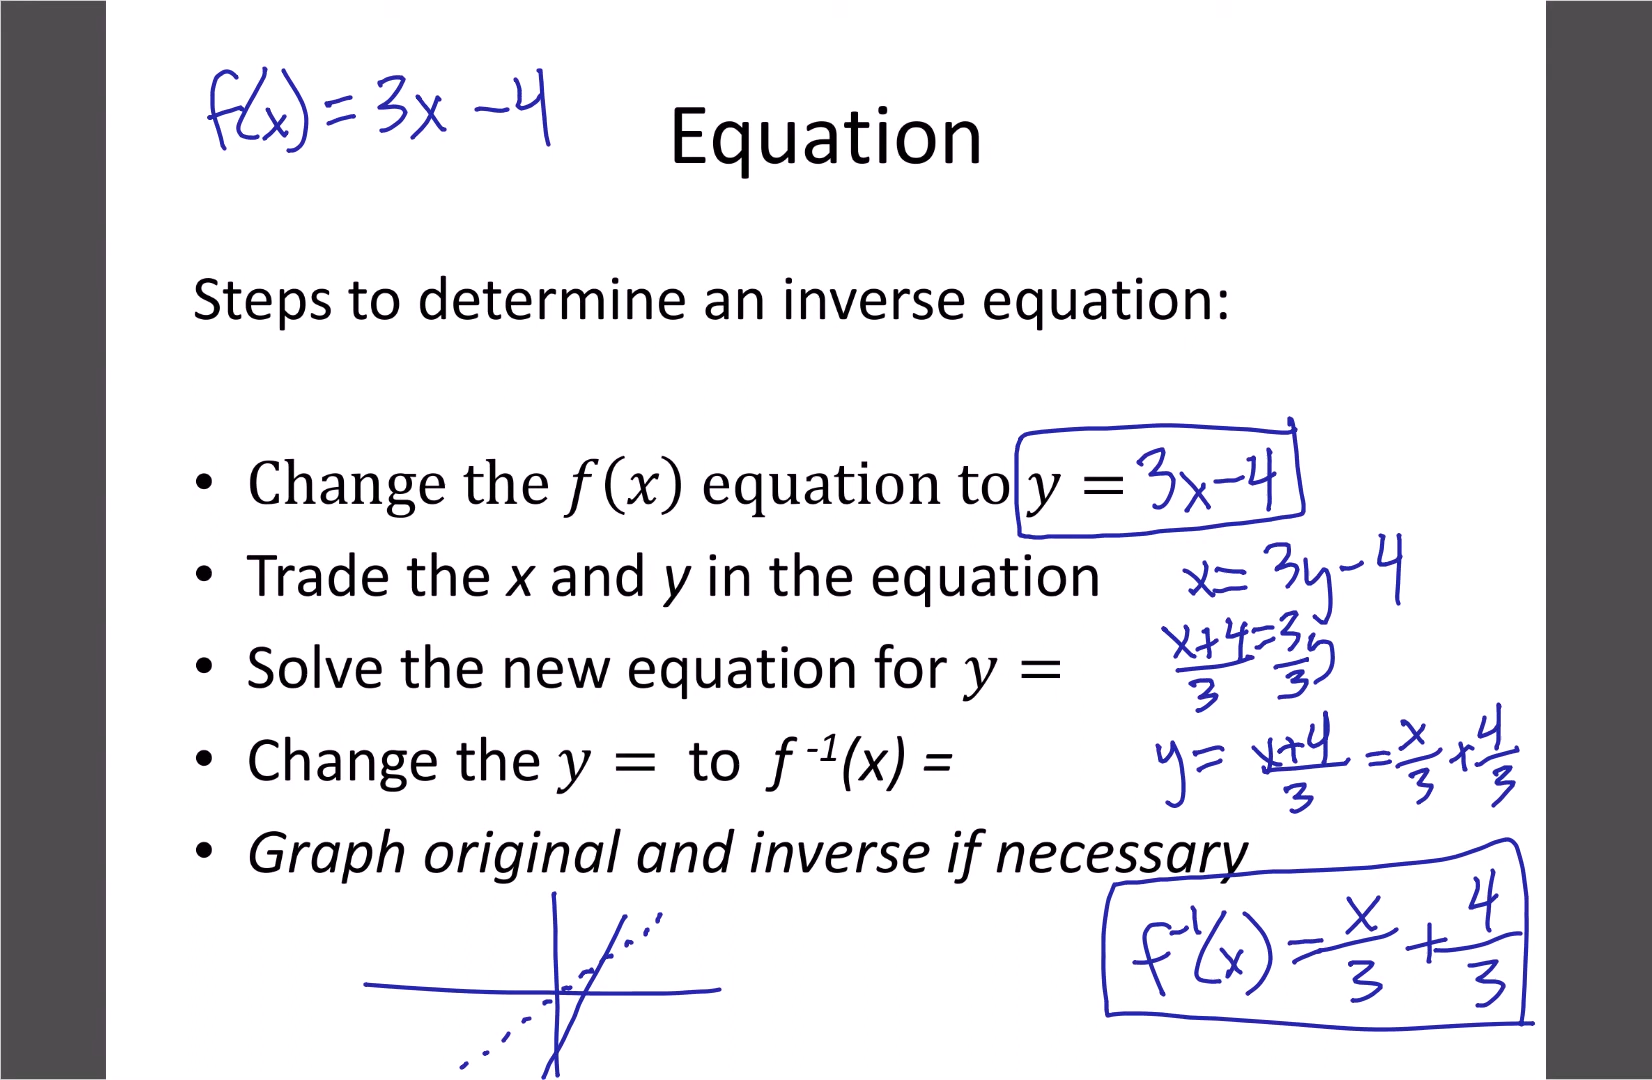 f(x) = 3x - 4
Equation
Steps to determine an inverse equation:
• Change the f(x) equation to y = 3x - 4
• Trade the x and y in the equation x = 3y - 4
x + 4 = 3y
3 3
• Solve the new equation for y =
• Change the y = to f⁻¹(x) = y = x+4/3 = x/3 + 4/3
• Graph original and inverse if necessary
f⁻¹(x) = x/3 + 4/3